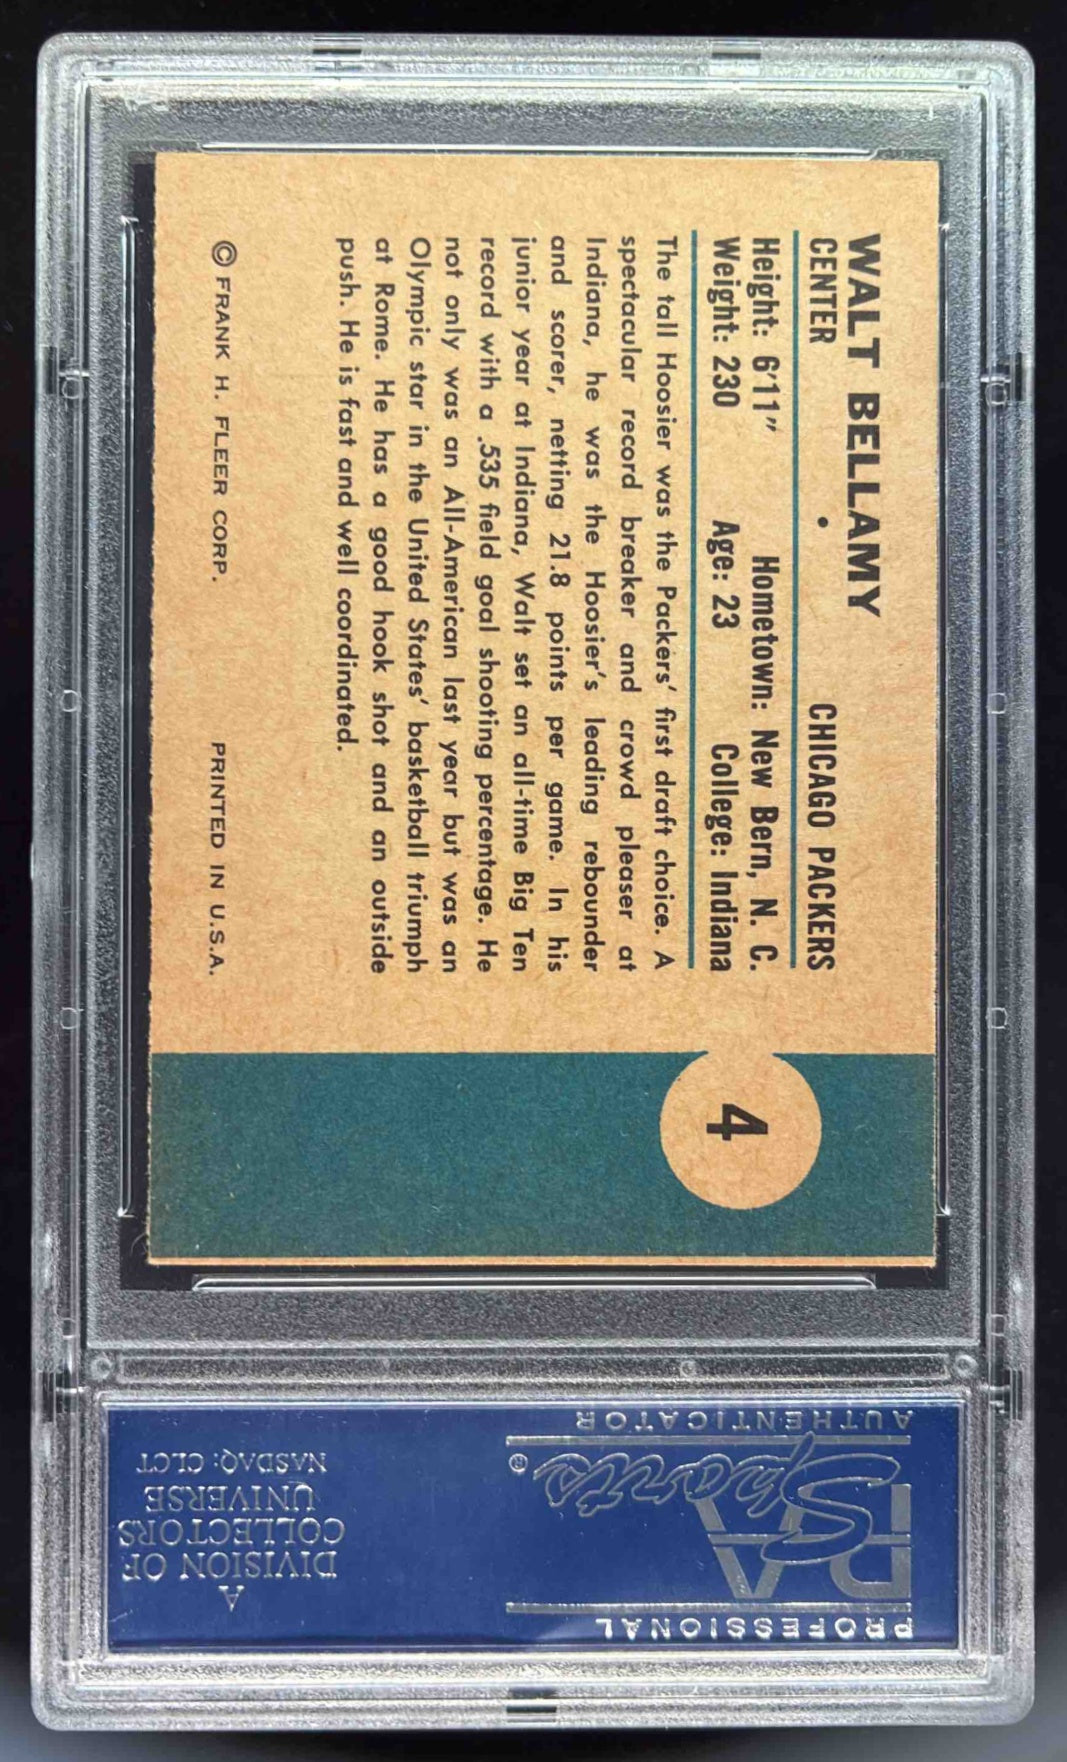 WALT BELLAMY
CENTER • CHICAGO PACKERS
Height: 6'11" Hometown: New Bern, N. C.
Weight: 230 Age: 23 College: Indiana
The tall Hoosier was the Packers' first draft choice. A
spectacular record breaker and crowd pleaser at
Indiana, he was the Hoosier's leading rebounder
and scorer, netting 21.8 points per game. In his
junior year at Indiana, Walt set an all-time Big Ten
record with a .535 field goal shooting percentage. He
not only was an All-American last year but was an
Olympic star in the United States' basketball triumph
at Rome. He has a good hook shot and an outside
push. He is fast and well coordinated.
© FRANK H. FLEER CORP. PRINTED IN U.S.A.
4
PROFESSIONAL
PSA
Sports
®
AUTHENTICATOR
A
DIVISION OF
COLLECTORS
UNIVERSE
NASDAQ: CLCT